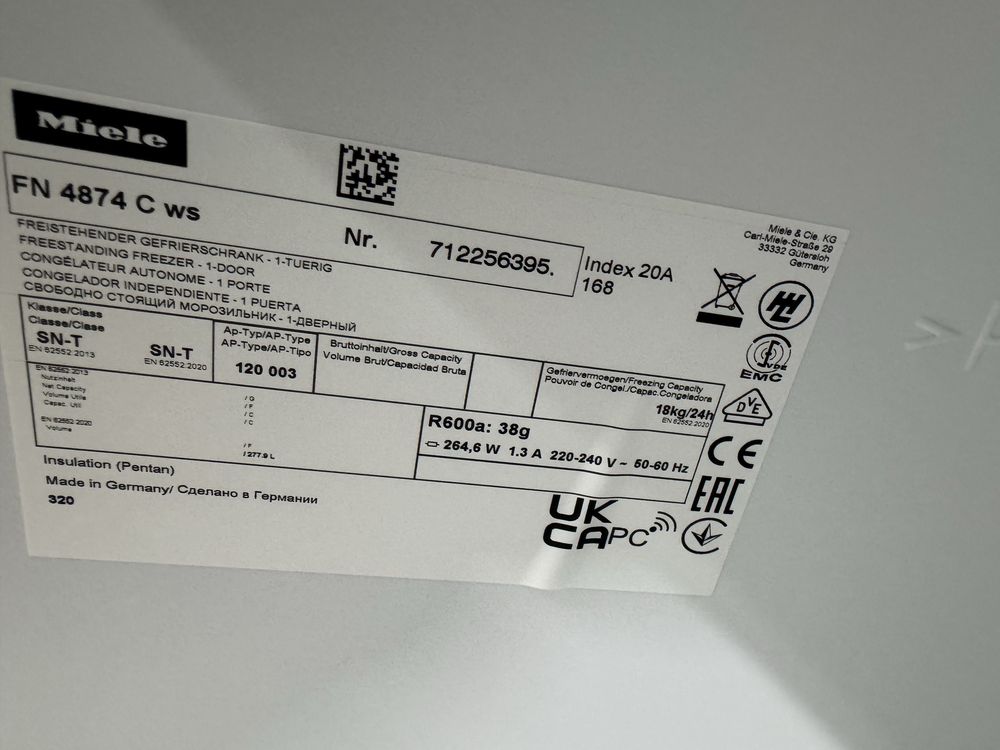 Miele
FN 4874 C ws
Nr. 712256395.
Index 20A
168
Miele & Cie. KG
Carl-Miele-Straße 29
33332 Gütersloh
Germany
FREISTEHENDER GEFRIERSCHRANK - 1-TUERIG
FREESTANDING FREEZER - 1-DOOR
CONGÉLATEUR AUTONOME - 1 PORTE
CONGELADOR INDEPENDIENTE - 1 PUERTA
СВОБОДНО СТОЯЩИЙ МОРОЗИЛЬНИК - 1-ДВЕРНЫЙ
Klasse/Class
Classe/Clase
SN-T
EN 62552.2013
SN-T
EN 62552.2020
Ap-Typ/AP-Type
AP-Type/AP-Tipo
120 003
Bruttoinhalt/Gross Capacity
Volume Brut/Capacidad Bruta
Gefriervermoegen/Freezing Capacity
Pouvoir de Congel./Capac.Congeladora
18kg/24h
EN 62552.2020
EN 62552.2013
Nutzinhalt
Net Capacity
Volume Utile
Capac. Util
/ G
/ F
/ C
/ C
EN 62552 2020
Volume
/ F
/ 277.9 L
R600a: 38g
264,6 W 1.3 A 220-240 V ~ 50-60 Hz
Insulation (Pentan)
Made in Germany/ Сделано в Германии
320
VDE
EMC
DVE
CE
EAC
UK
CA
PC